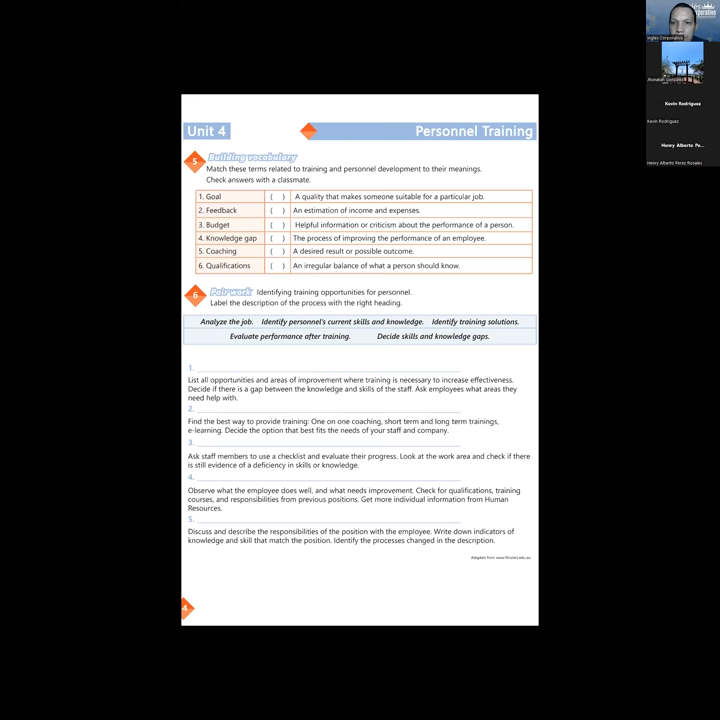 Unit 4
Personnel Training
5
Building vocabulary
Match these terms related to training and personnel development to their meanings.
Check answers with a classmate.
1. Goal ( ) A quality that makes someone suitable for a particular job.
2. Feedback ( ) An estimation of income and expenses.
3. Budget ( ) Helpful information or criticism about the performance of a person.
4. Knowledge gap ( ) The process of improving the performance of an employee.
5. Coaching ( ) A desired result or possible outcome.
6. Qualifications ( ) An irregular balance of what a person should know.
6
Pair work Identifying training opportunities for personnel.
Label the description of the process with the right heading.
Analyze the job. Identify personnel's current skills and knowledge. Identify training solutions.
Evaluate performance after training. Decide skills and knowledge gaps.
1.
List all opportunities and areas of improvement where training is necessary to increase effectiveness.
Decide if there is a gap between the knowledge and skills of the staff. Ask employees what areas they
need help with.
2.
Find the best way to provide training: One on one coaching, short term and long term trainings,
e-learning. Decide the option that best fits the needs of your staff and company.
3.
Ask staff members to use a checklist and evaluate their progress. Look at the work area and check if there
is still evidence of a deficiency in skills or knowledge.
4.
Observe what the employee does well, and what needs improvement. Check for qualifications, training
courses, and responsibilities from previous positions. Get more individual information from Human
Resources.
5.
Discuss and describe the responsibilities of the position with the employee. Write down indicators of
knowledge and skill that match the position. Identify the processes changed in the description.
4
Kevin Rodriguez
Kevin Rodriguez
Henry Alberto Pe...
Henry Alberto Perez Rosales